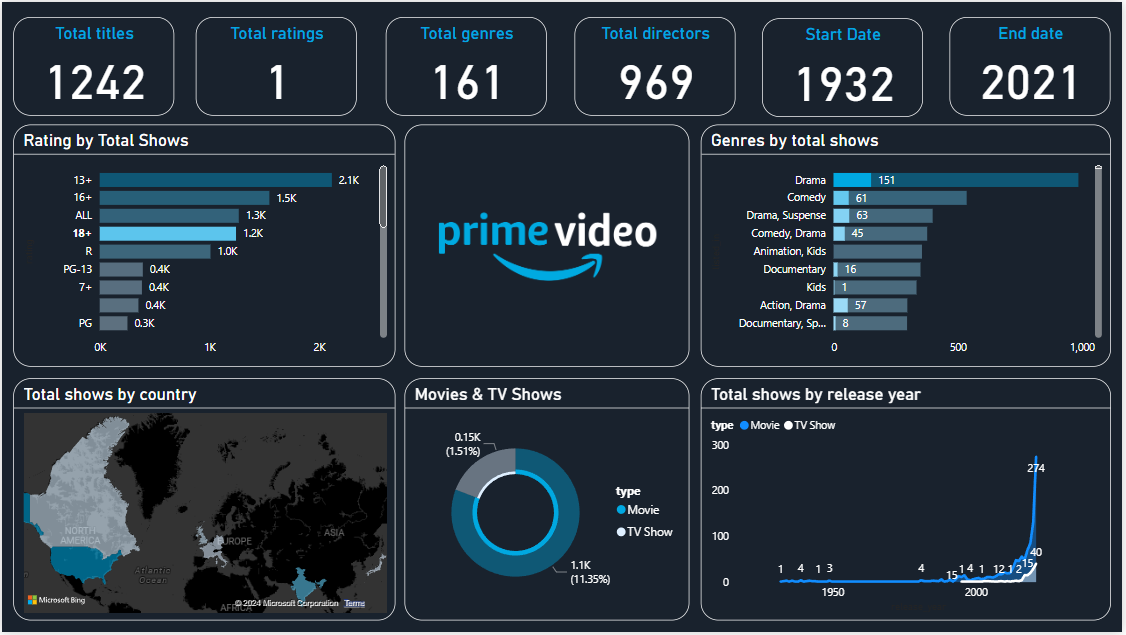 Total titles
1242
Total ratings
1
Total genres
161
Total directors
969
Start Date
1932
End date
2021
Rating by Total Shows
13+ 2.1K
16+ 1.5K
ALL 1.3K
18+ 1.2K
R 1.0K
PG-13 0.4K
7+ 0.4K
0.4K
PG 0.3K
0K 1K 2K
prime video
Genres by total shows
Drama 151
Comedy 61
Drama, Suspense 63
Comedy, Drama 45
Animation, Kids
Documentary 16
Kids 1
Action, Drama 57
Documentary, Sp... 8
0 500 1,000
Total shows by country
NORTH
AMERICA
EUROPE
ASIA
Atlantic
Ocean
AFRICA
Microsoft Bing
© 2024 Microsoft Corporation Terms
Movies & TV Shows
0.15K
(1.51%)
1.1K
(11.35%)
type
Movie
TV Show
Total shows by release year
type Movie TV Show
300
200
100
0
274
40
1 4 1 3 4 15 1 4 1 12 1 2 15
1950 2000